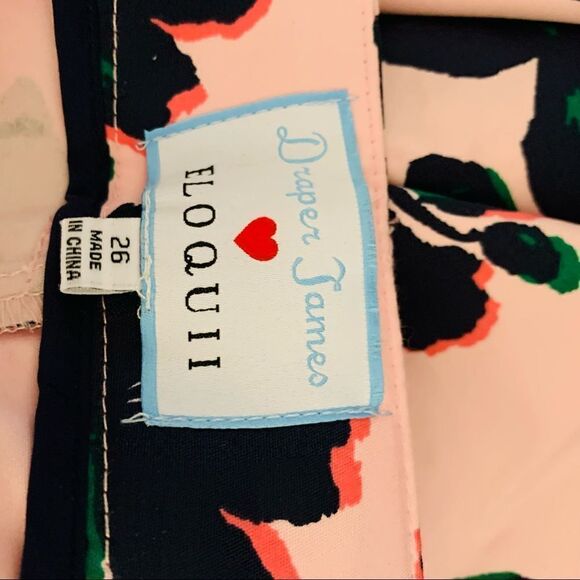 Draper James
♥
ELOQUII
26
MADE
IN CHINA